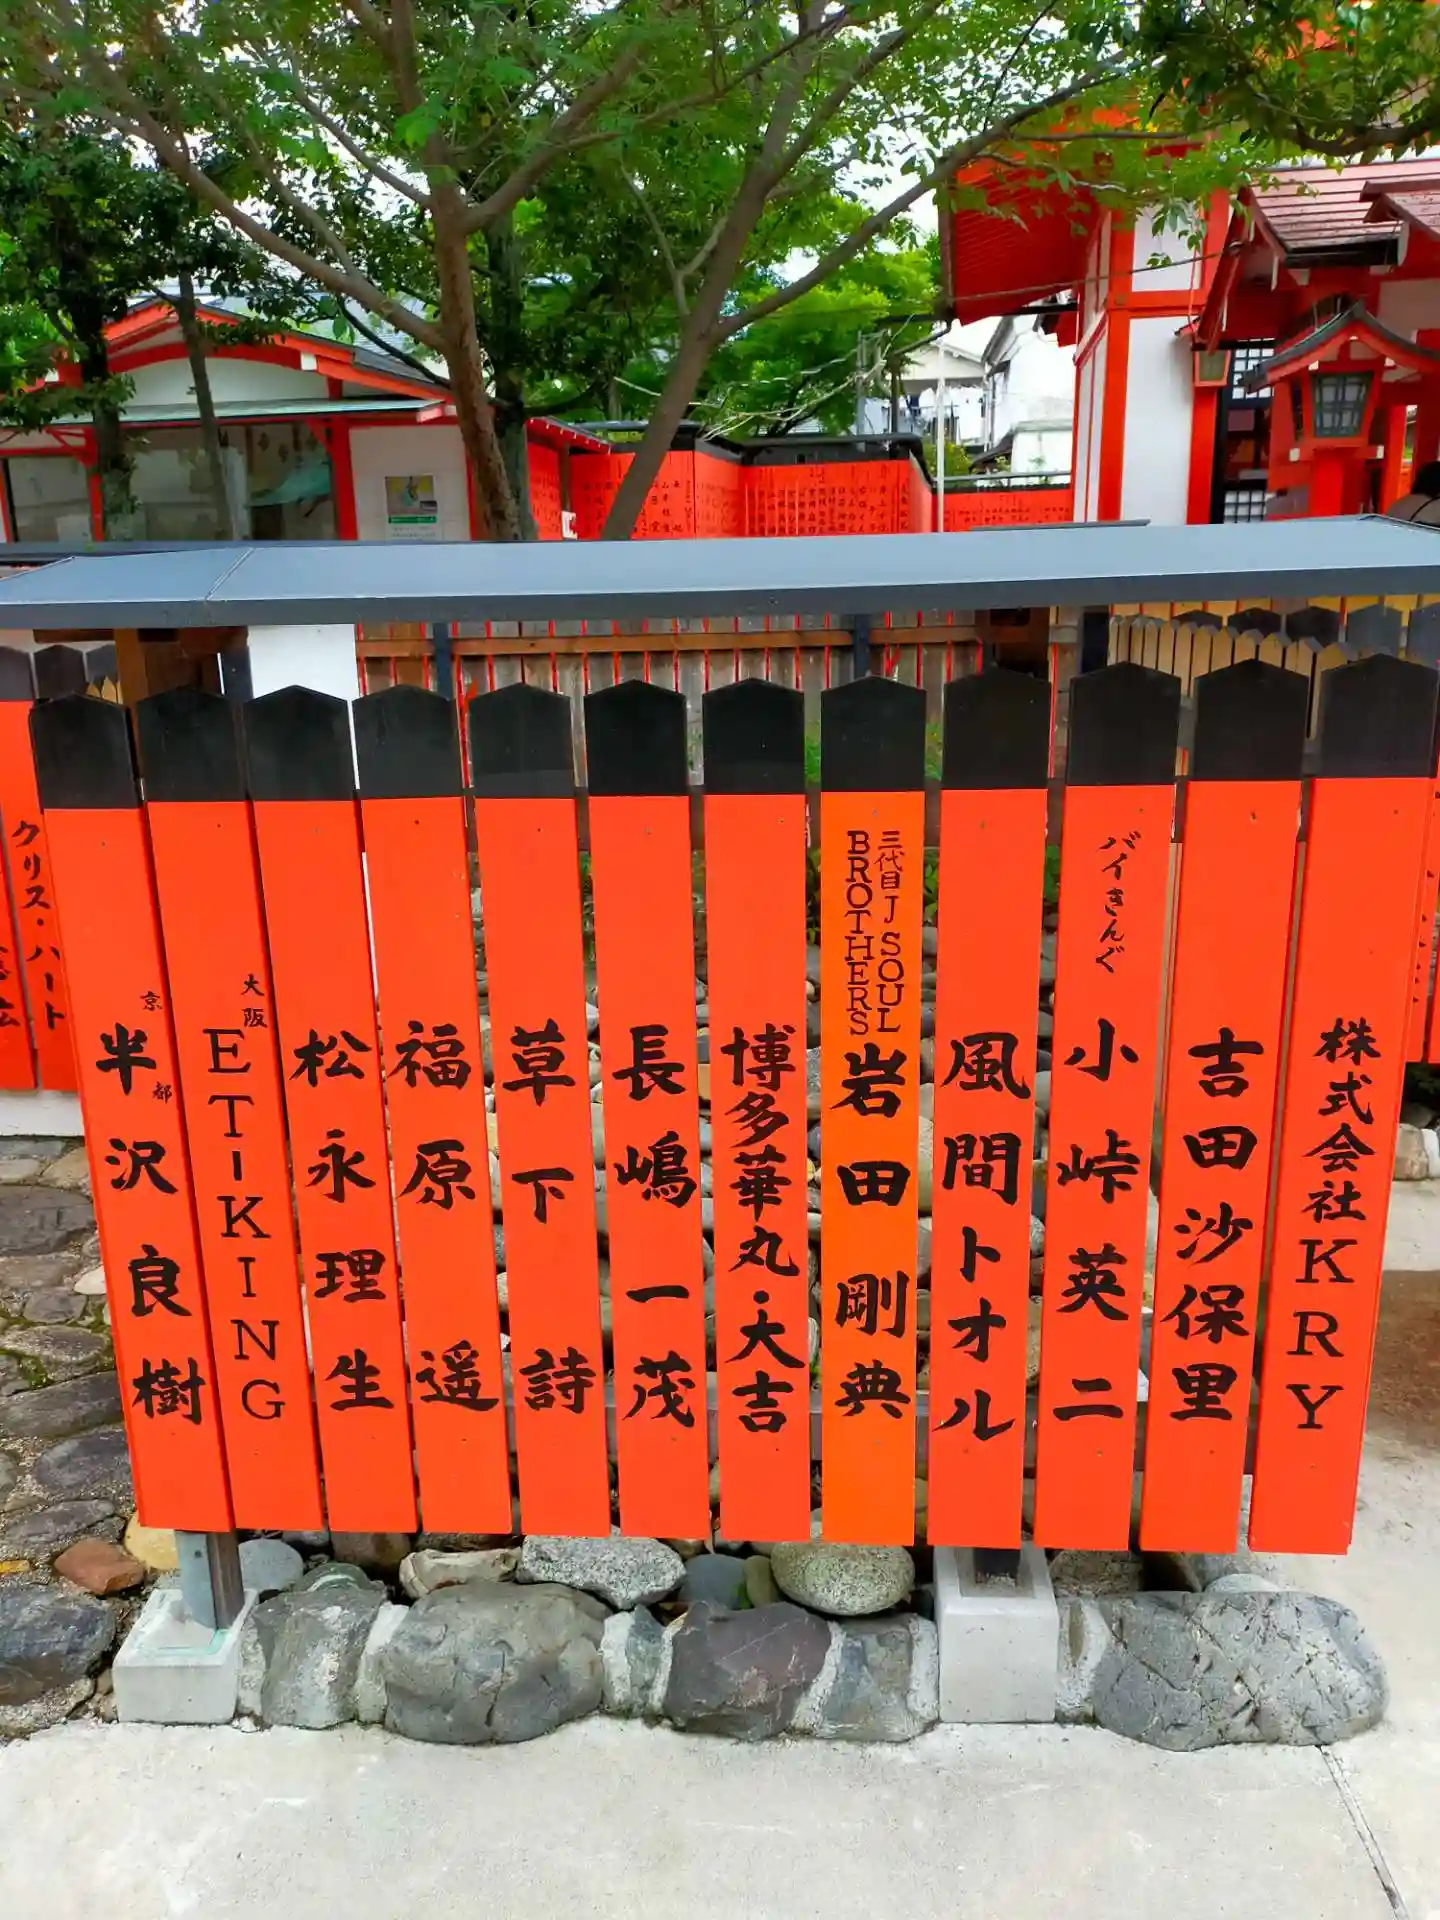 株式会社KRY
吉田沙保里
バイきんぐ
小峠英二
風間トオル
三代目 J SOUL
BROTHERS
岩田剛典
博多華丸・大吉
長嶋一茂
草下詩
福原遥
松永理生
大阪
ETIKING
京都
半沢良樹
クリス・ハート